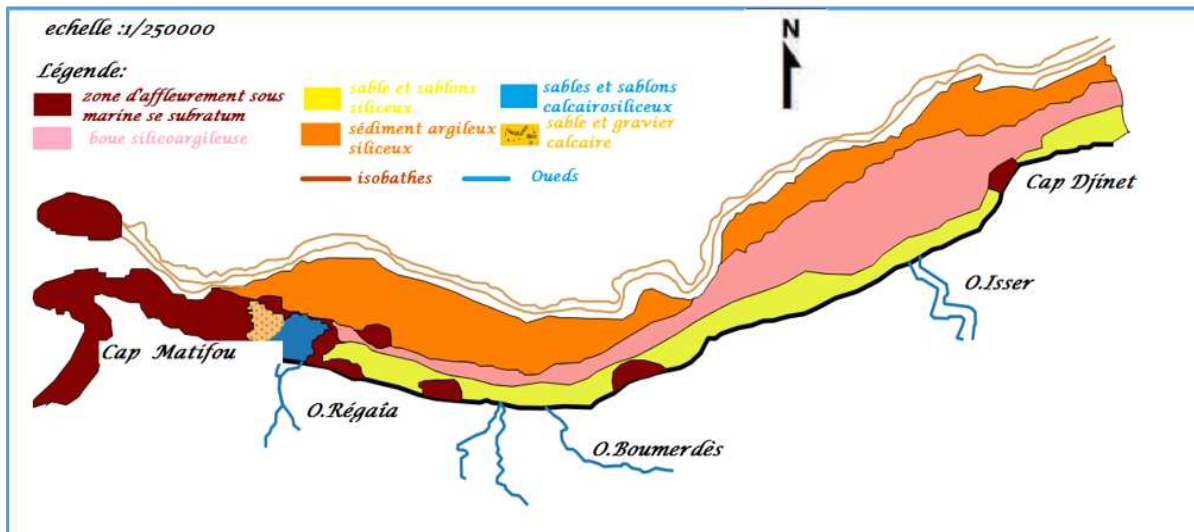 echelle :1/250000
N
Légende:
zone d'affleurement sous
marine se subratum
boue silicoargileuse
sable et sablons
siliceux
sédiment argileux
siliceux
sables et sablons
calcairosiliceux
sable et gravier
calcaire
isobathes
Oueds
Cap Djinet
O.Isser
Cap Matifou
O.Régaîa
O.Boumerdès